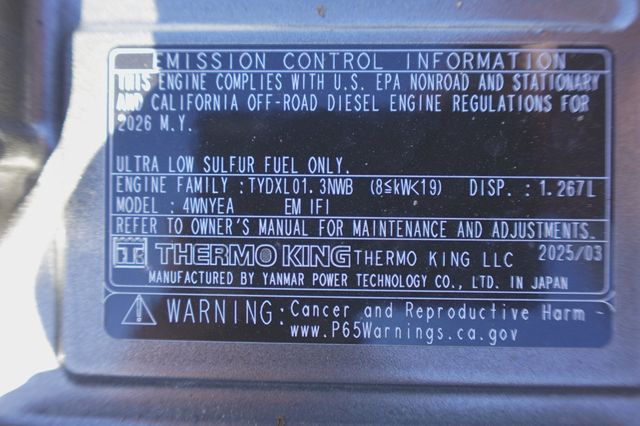 EMISSION CONTROL INFORMATION
THIS ENGINE COMPLIES WITH U.S. EPA NONROAD AND STATIONARY
AND CALIFORNIA OFF-ROAD DIESEL ENGINE REGULATIONS FOR
2026 M.Y.
ULTRA LOW SULFUR FUEL ONLY.
ENGINE FAMILY : TYDXL01.3NWB (8≤kW<19) DISP. : 1.267L
MODEL : 4WNYEA EM IFI
REFER TO OWNER'S MANUAL FOR MAINTENANCE AND ADJUSTMENTS.
THERMO KING THERMO KING LLC 2025/03
MANUFACTURED BY YANMAR POWER TECHNOLOGY CO., LTD. IN JAPAN
WARNING: Cancer and Reproductive Harm -
www.P65Warnings.ca.gov